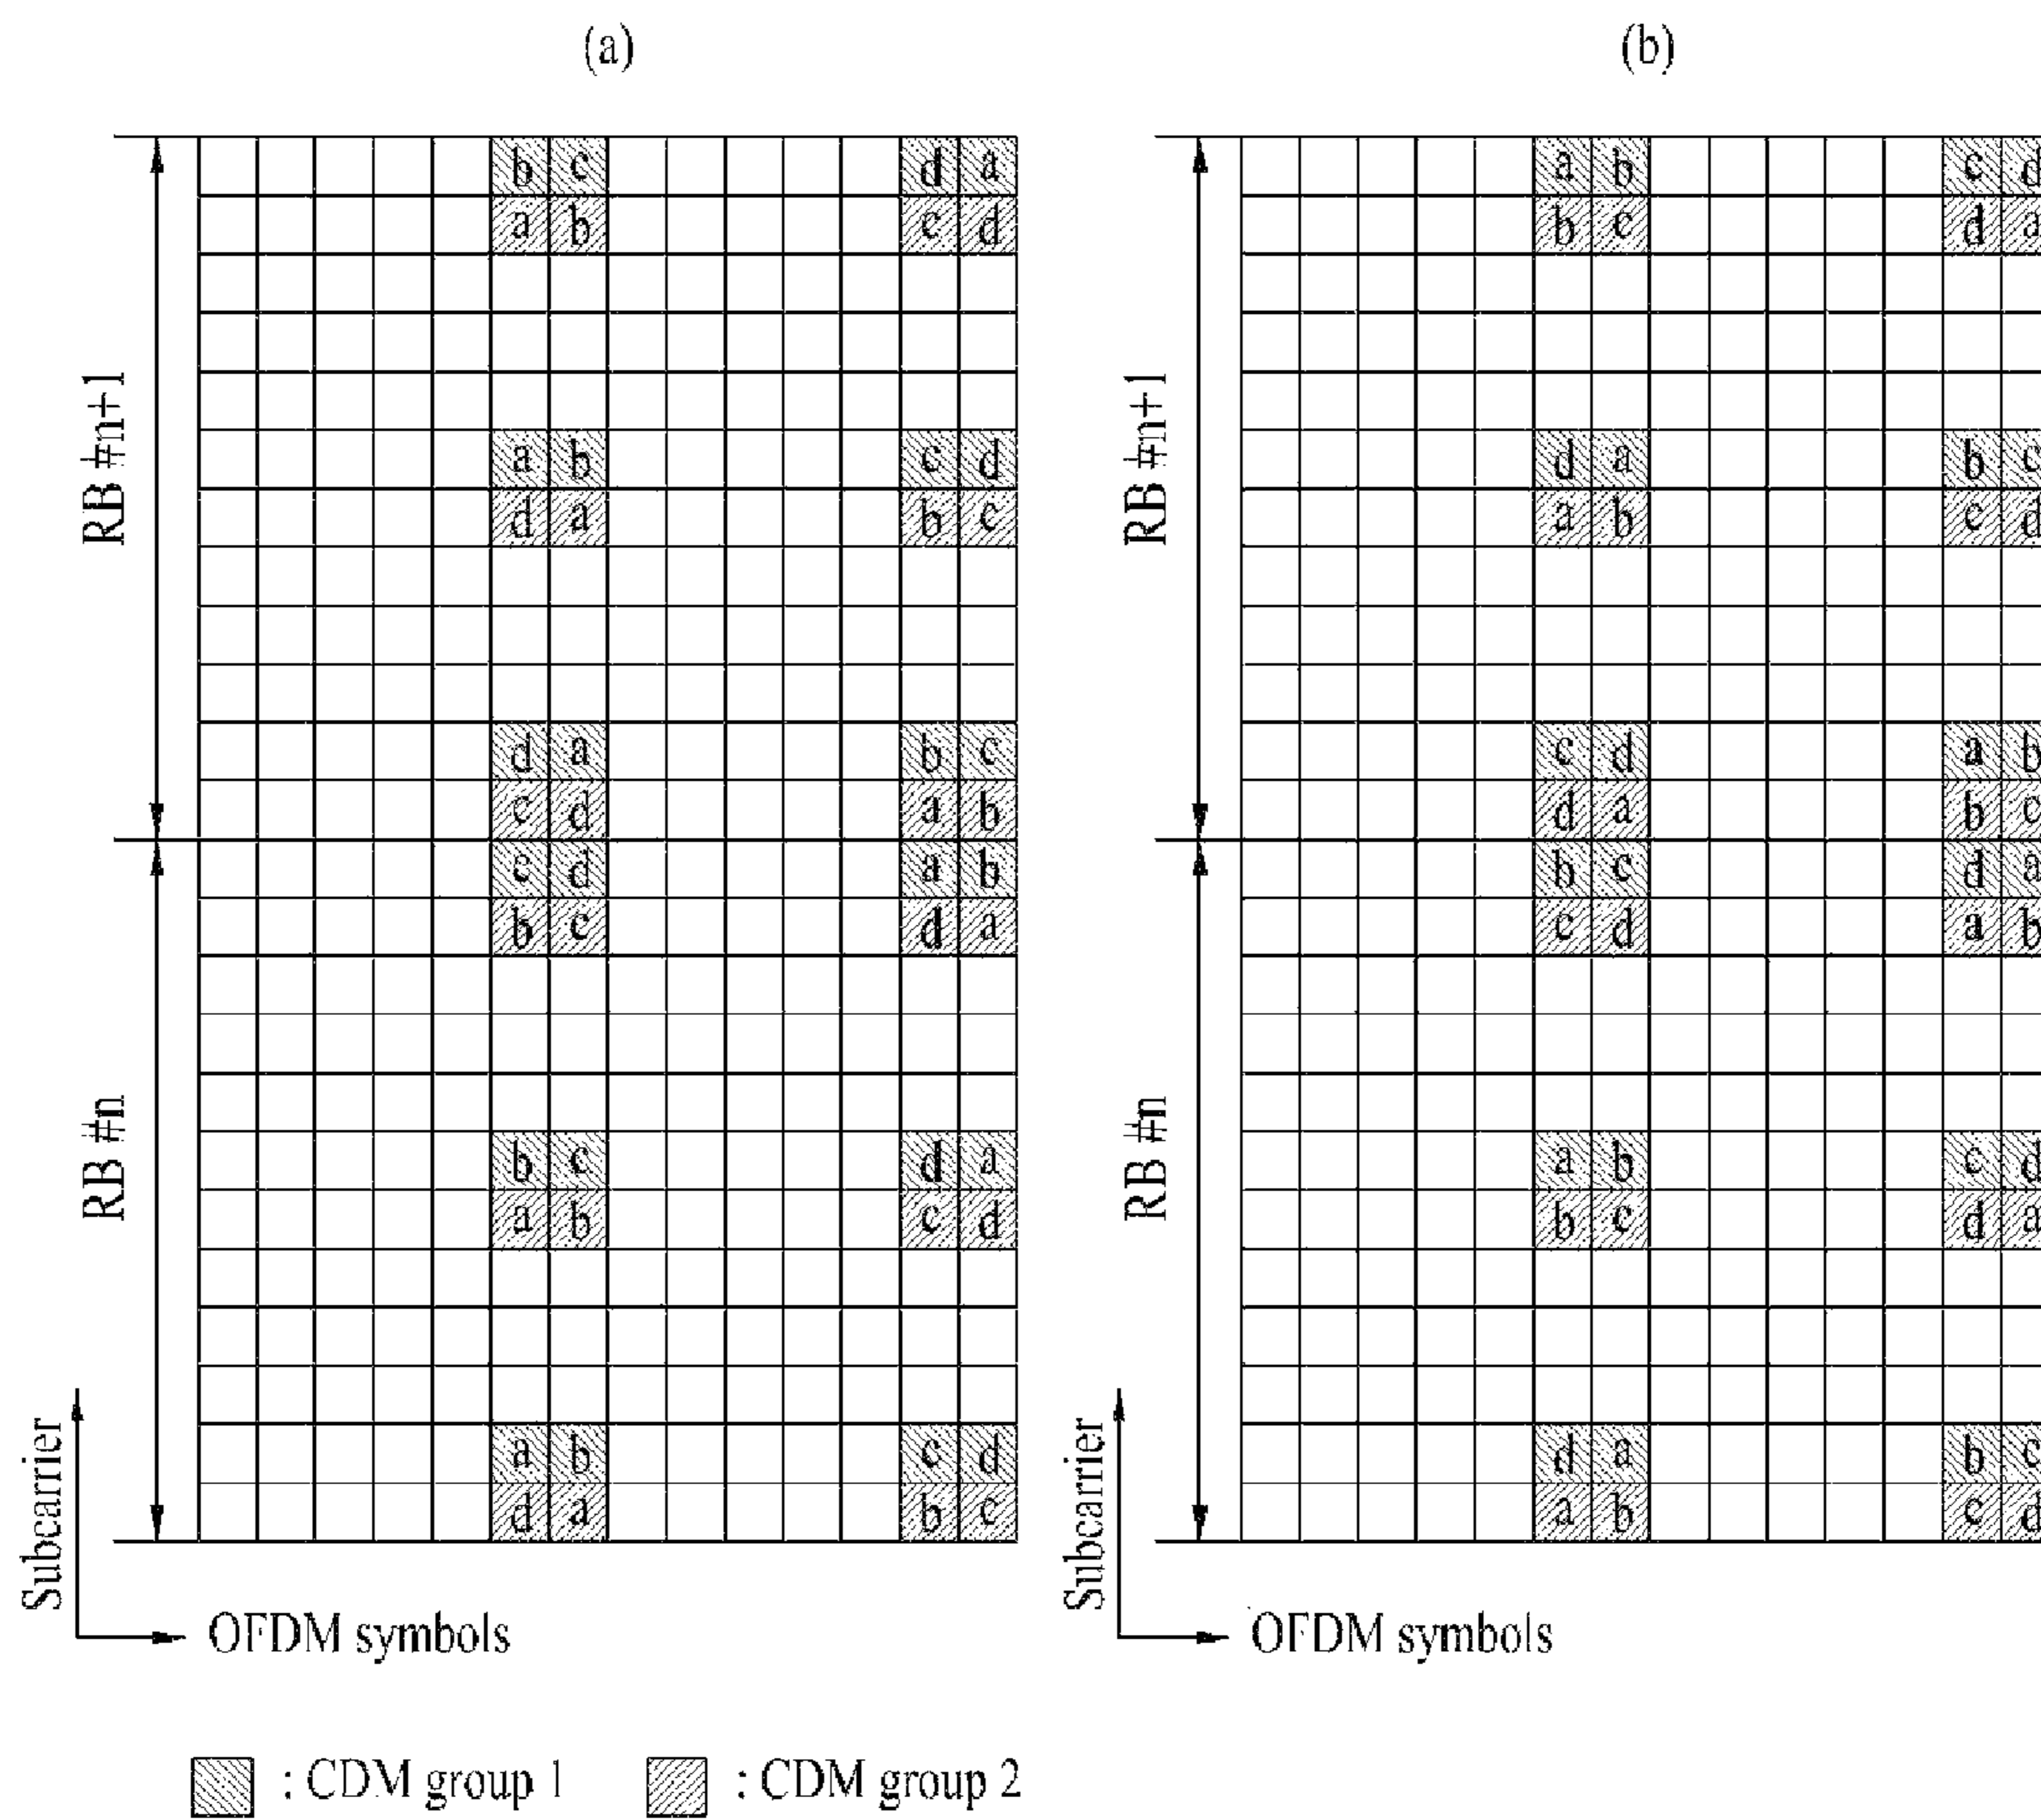 (a) (b)
b c d a a b c d
a b c d b c d a
RB #n+1 RB #n+1
a b c d d a b c
d a b c a b c d
d a b c c d a b
c d a b d a b c
c d a b b c d a
b c d a c d a b
RB #n RB #n
b c d a a b c d
a b c d b c d a
a b c d d a b c
d a b c a b c d
Subcarrier Subcarrier
OFDM symbols OFDM symbols
: CDM group 1 : CDM group 2